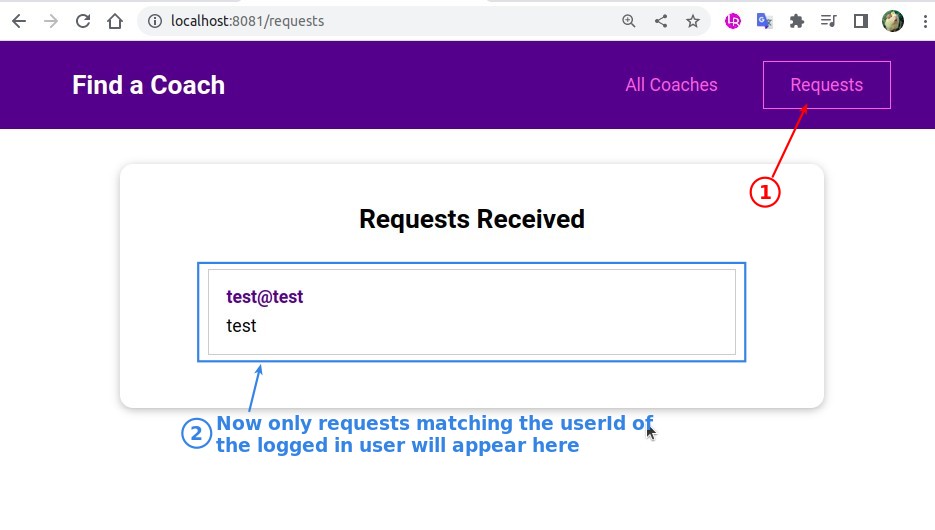 localhost:8081/requests
Find a Coach
All Coaches
Requests
1
Requests Received
test@test
test
2
Now only requests matching the userId of
the logged in user will appear here